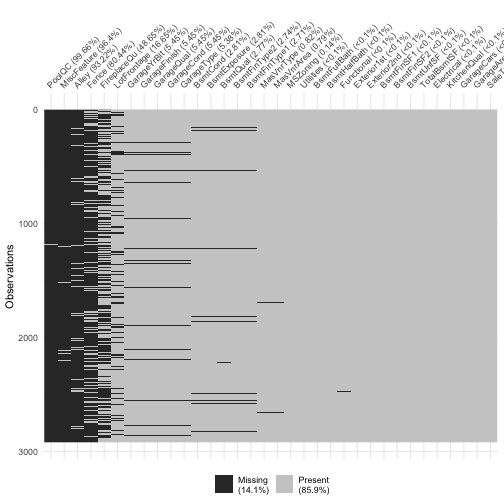 PoolQC (99.66%)
MiscFeature (96.4%)
Alley (93.22%)
Fence (80.44%)
FireplaceQu (48.65%)
LotFrontage (16.65%)
GarageYrBlt (5.45%)
GarageFinish (5.45%)
GarageQual (5.45%)
GarageCond (5.45%)
GarageType (5.38%)
BsmtCond (2.81%)
BsmtExposure (2.81%)
BsmtQual (2.77%)
BsmtFinType2 (2.74%)
BsmtFinType1 (2.71%)
MasVnrType (0.82%)
MasVnrArea (0.79%)
MSZoning (0.14%)
Utilities (<0.1%)
BsmtFullBath (<0.1%)
BsmtHalfBath (<0.1%)
Functional (<0.1%)
Exterior1st (<0.1%)
Exterior2nd (<0.1%)
BsmtFinSF1 (<0.1%)
BsmtFinSF2 (<0.1%)
BsmtUnfSF (<0.1%)
TotalBsmtSF (<0.1%)
Electrical (<0.1%)
KitchenQual (<0.
GarageCars (<0.
GarageAre
SaleT
Observations
0
1000
2000
3000
Missing
(14.1%)
Present
(85.9%)